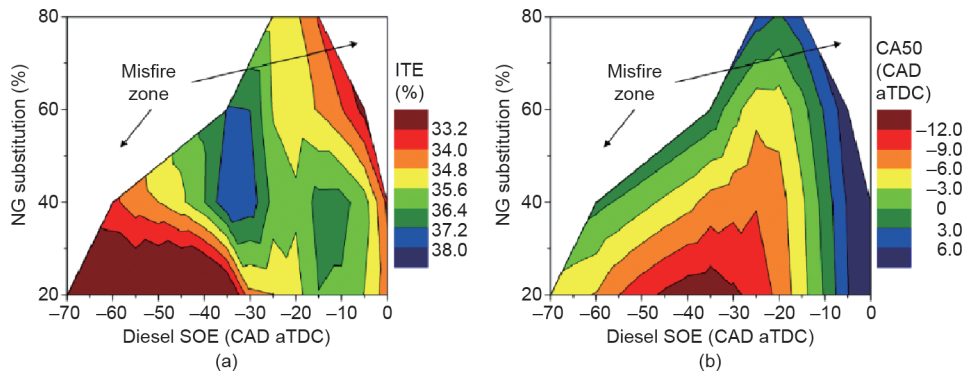 80
60
40
20
NG substitution (%)
Misfire
zone
–70 –60 –50 –40 –30 –20 –10 0
Diesel SOE (CAD aTDC)
(a)
ITE
(%)
33.2
34.0
34.8
35.6
36.4
37.2
38.0
80
60
40
20
NG substitution (%)
Misfire
zone
–70 –60 –50 –40 –30 –20 –10 0
Diesel SOE (CAD aTDC)
(b)
CA50
(CAD
aTDC)
–12.0
–9.0
–6.0
–3.0
0
3.0
6.0